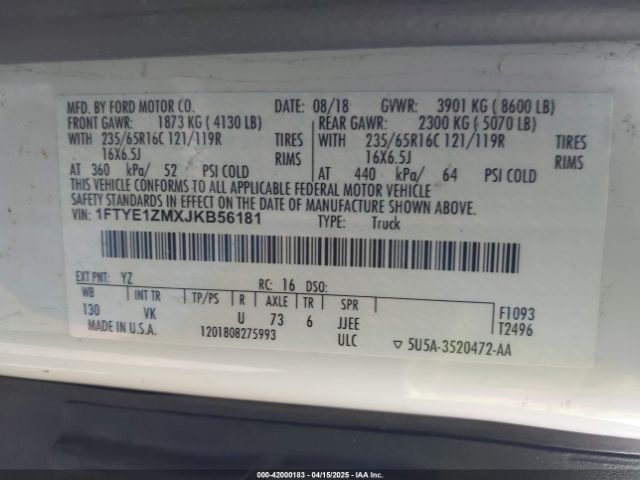 MFD. BY FORD MOTOR CO. DATE: 08/18 GVWR: 3901 KG ( 8600 LB)
FRONT GAWR: 1873 KG ( 4130 LB) REAR GAWR: 2300 KG ( 5070 LB)
WITH 235/65R16C 121/119R TIRES WITH 235/65R16C 121/119R TIRES
16X6.5J RIMS 16X6.5J RIMS
AT 360 kPa/ 52 PSI COLD AT 440 kPa/ 64 PSI COLD
THIS VEHICLE CONFORMS TO ALL APPLICABLE FEDERAL MOTOR VEHICLE
SAFETY STANDARDS IN EFFECT ON THE DATE OF MANUFACTURE SHOWN ABOVE.
VIN: 1FTYE1ZMXJKB56181 TYPE: Truck
EXT PNT: YZ RC: 16 DSO:
WB INT TR TP/PS R AXLE TR SPR
130 VK U 73 6 JJEE F1093
MADE IN U.S.A. 1201808275993 ULC T2496
▽ 5U5A-3520472-AA
000-42000183 - 04/15/2025 - IAA Inc.